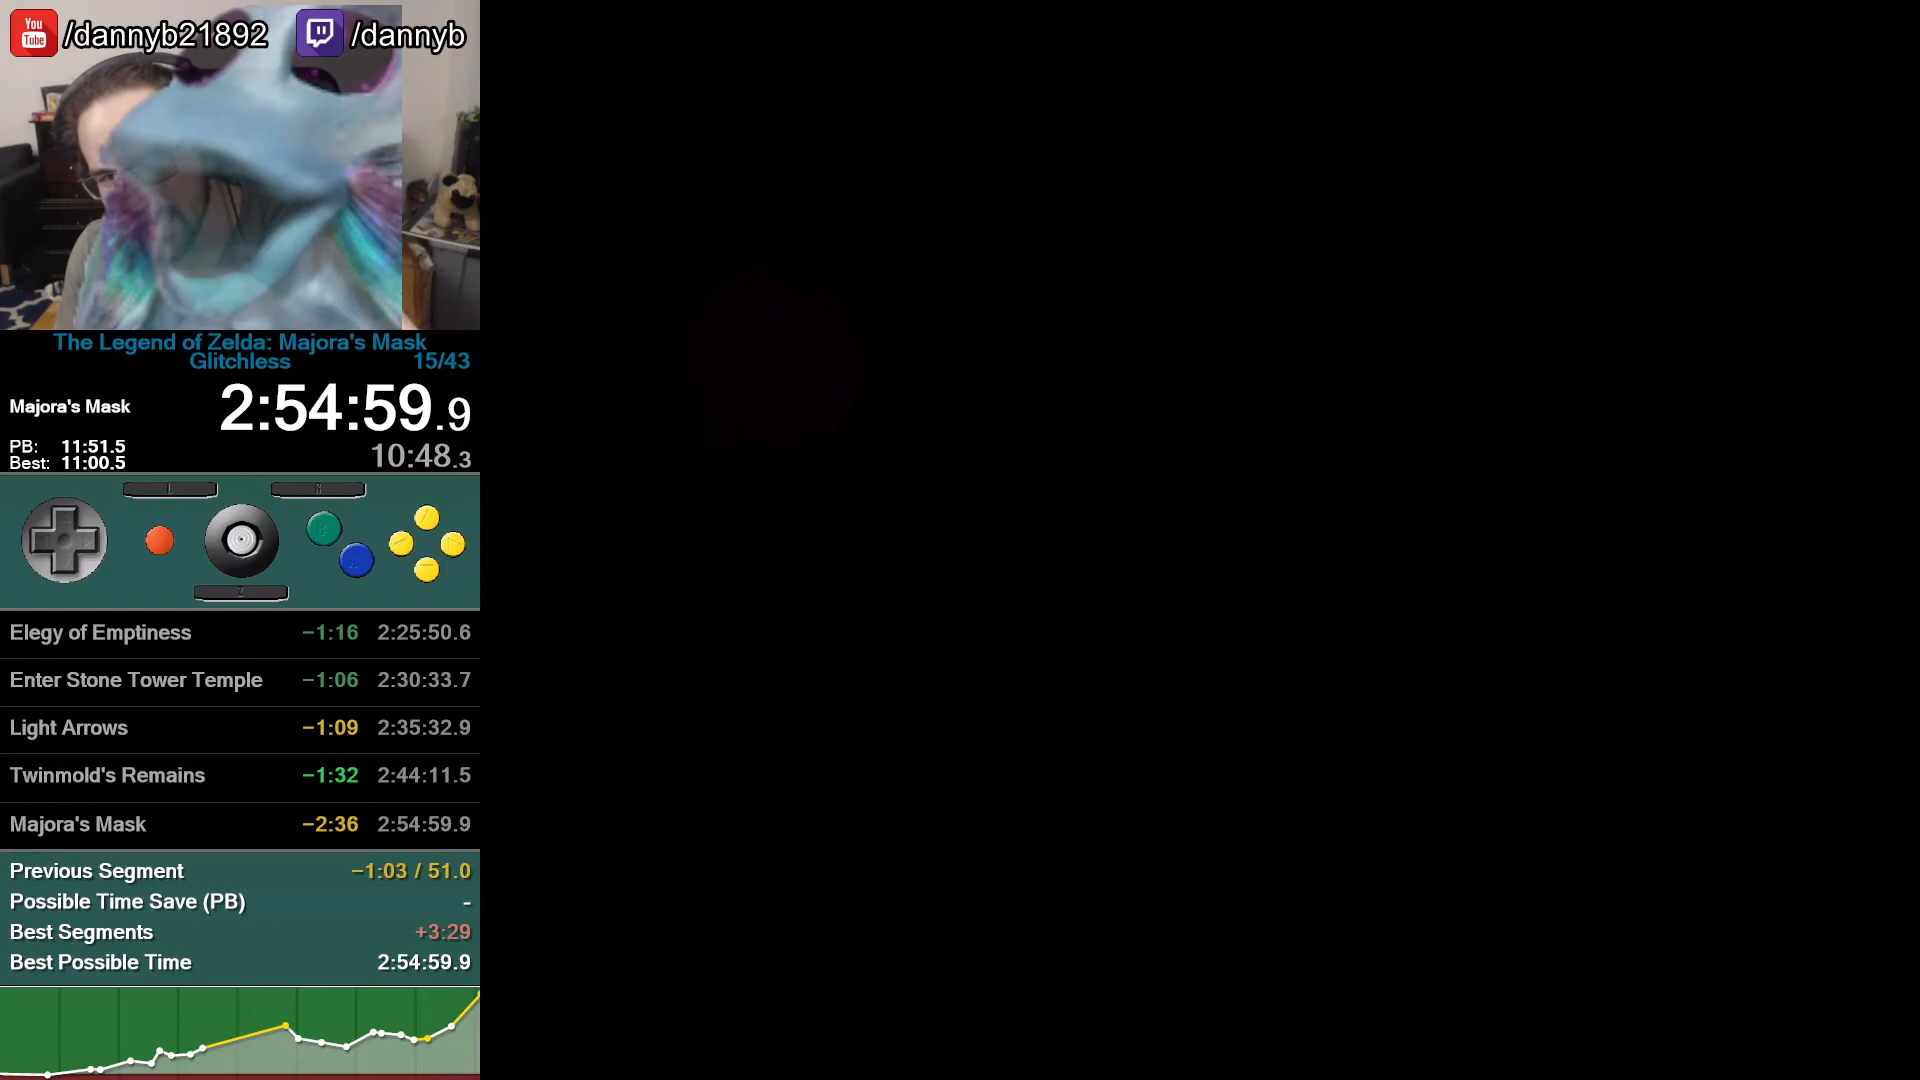 You
Tube
/dannyb21892 /dannyb
The Legend of Zelda: Majora's Mask
Glitchless 15/43
Majora's Mask 2:54:59.9
PB: 11:51.5
Best: 11:00.5 10:48.3
L R
B
A
Z
Elegy of Emptiness −1:16 2:25:50.6
Enter Stone Tower Temple −1:06 2:30:33.7
Light Arrows −1:09 2:35:32.9
Twinmold's Remains −1:32 2:44:11.5
Majora's Mask −2:36 2:54:59.9
Previous Segment −1:03 / 51.0
Possible Time Save (PB) -
Best Segments +3:29
Best Possible Time 2:54:59.9